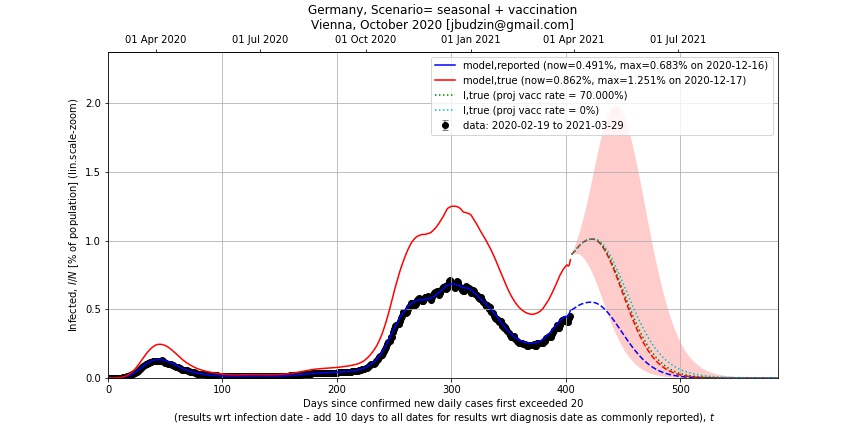 Germany, Scenario= seasonal + vaccination
Vienna, October 2020 [jbudzin@gmail.com]
01 Apr 2020 01 Jul 2020 01 Oct 2020 01 Jan 2021 01 Apr 2021 01 Jul 2021
model,reported (now=0.491%, max=0.683% on 2020-12-16)
model,true (now=0.862%, max=1.251% on 2020-12-17)
I,true (proj vacc rate = 70.000%)
I,true (proj vacc rate = 0%)
data: 2020-02-19 to 2021-03-29
Infected, I/N [% of population] (lin.scale-zoom)
2.0
1.5
1.0
0.5
0.0
0 100 200 300 400 500
Days since confirmed new daily cases first exceeded 20
(results wrt infection date - add 10 days to all dates for results wrt diagnosis date as commonly reported), t